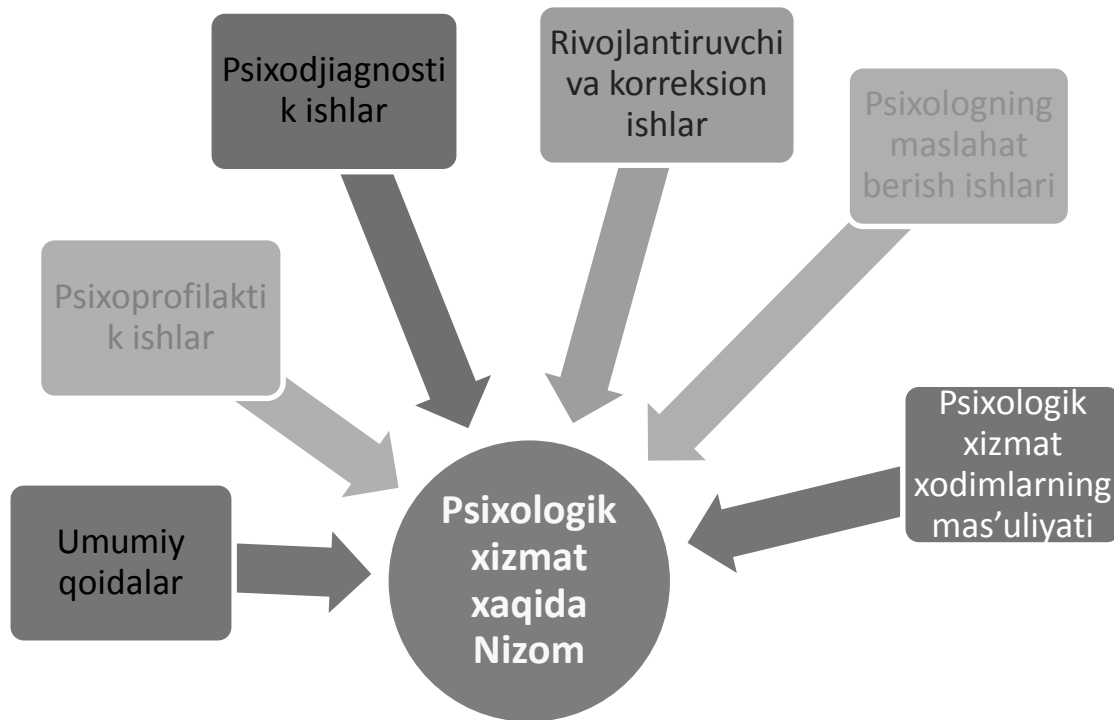 Psixodjiagnosti
k ishlar
Rivojlantiruvchi
va korreksion
ishlar
Psixologning
maslahat
berish ishlari
Psixoprofilakti
k ishlar
Psixologik
xizmat
xodimlarning
mas’uliyati
Umumiy
qoidalar
Psixologik
xizmat
xaqida
Nizom